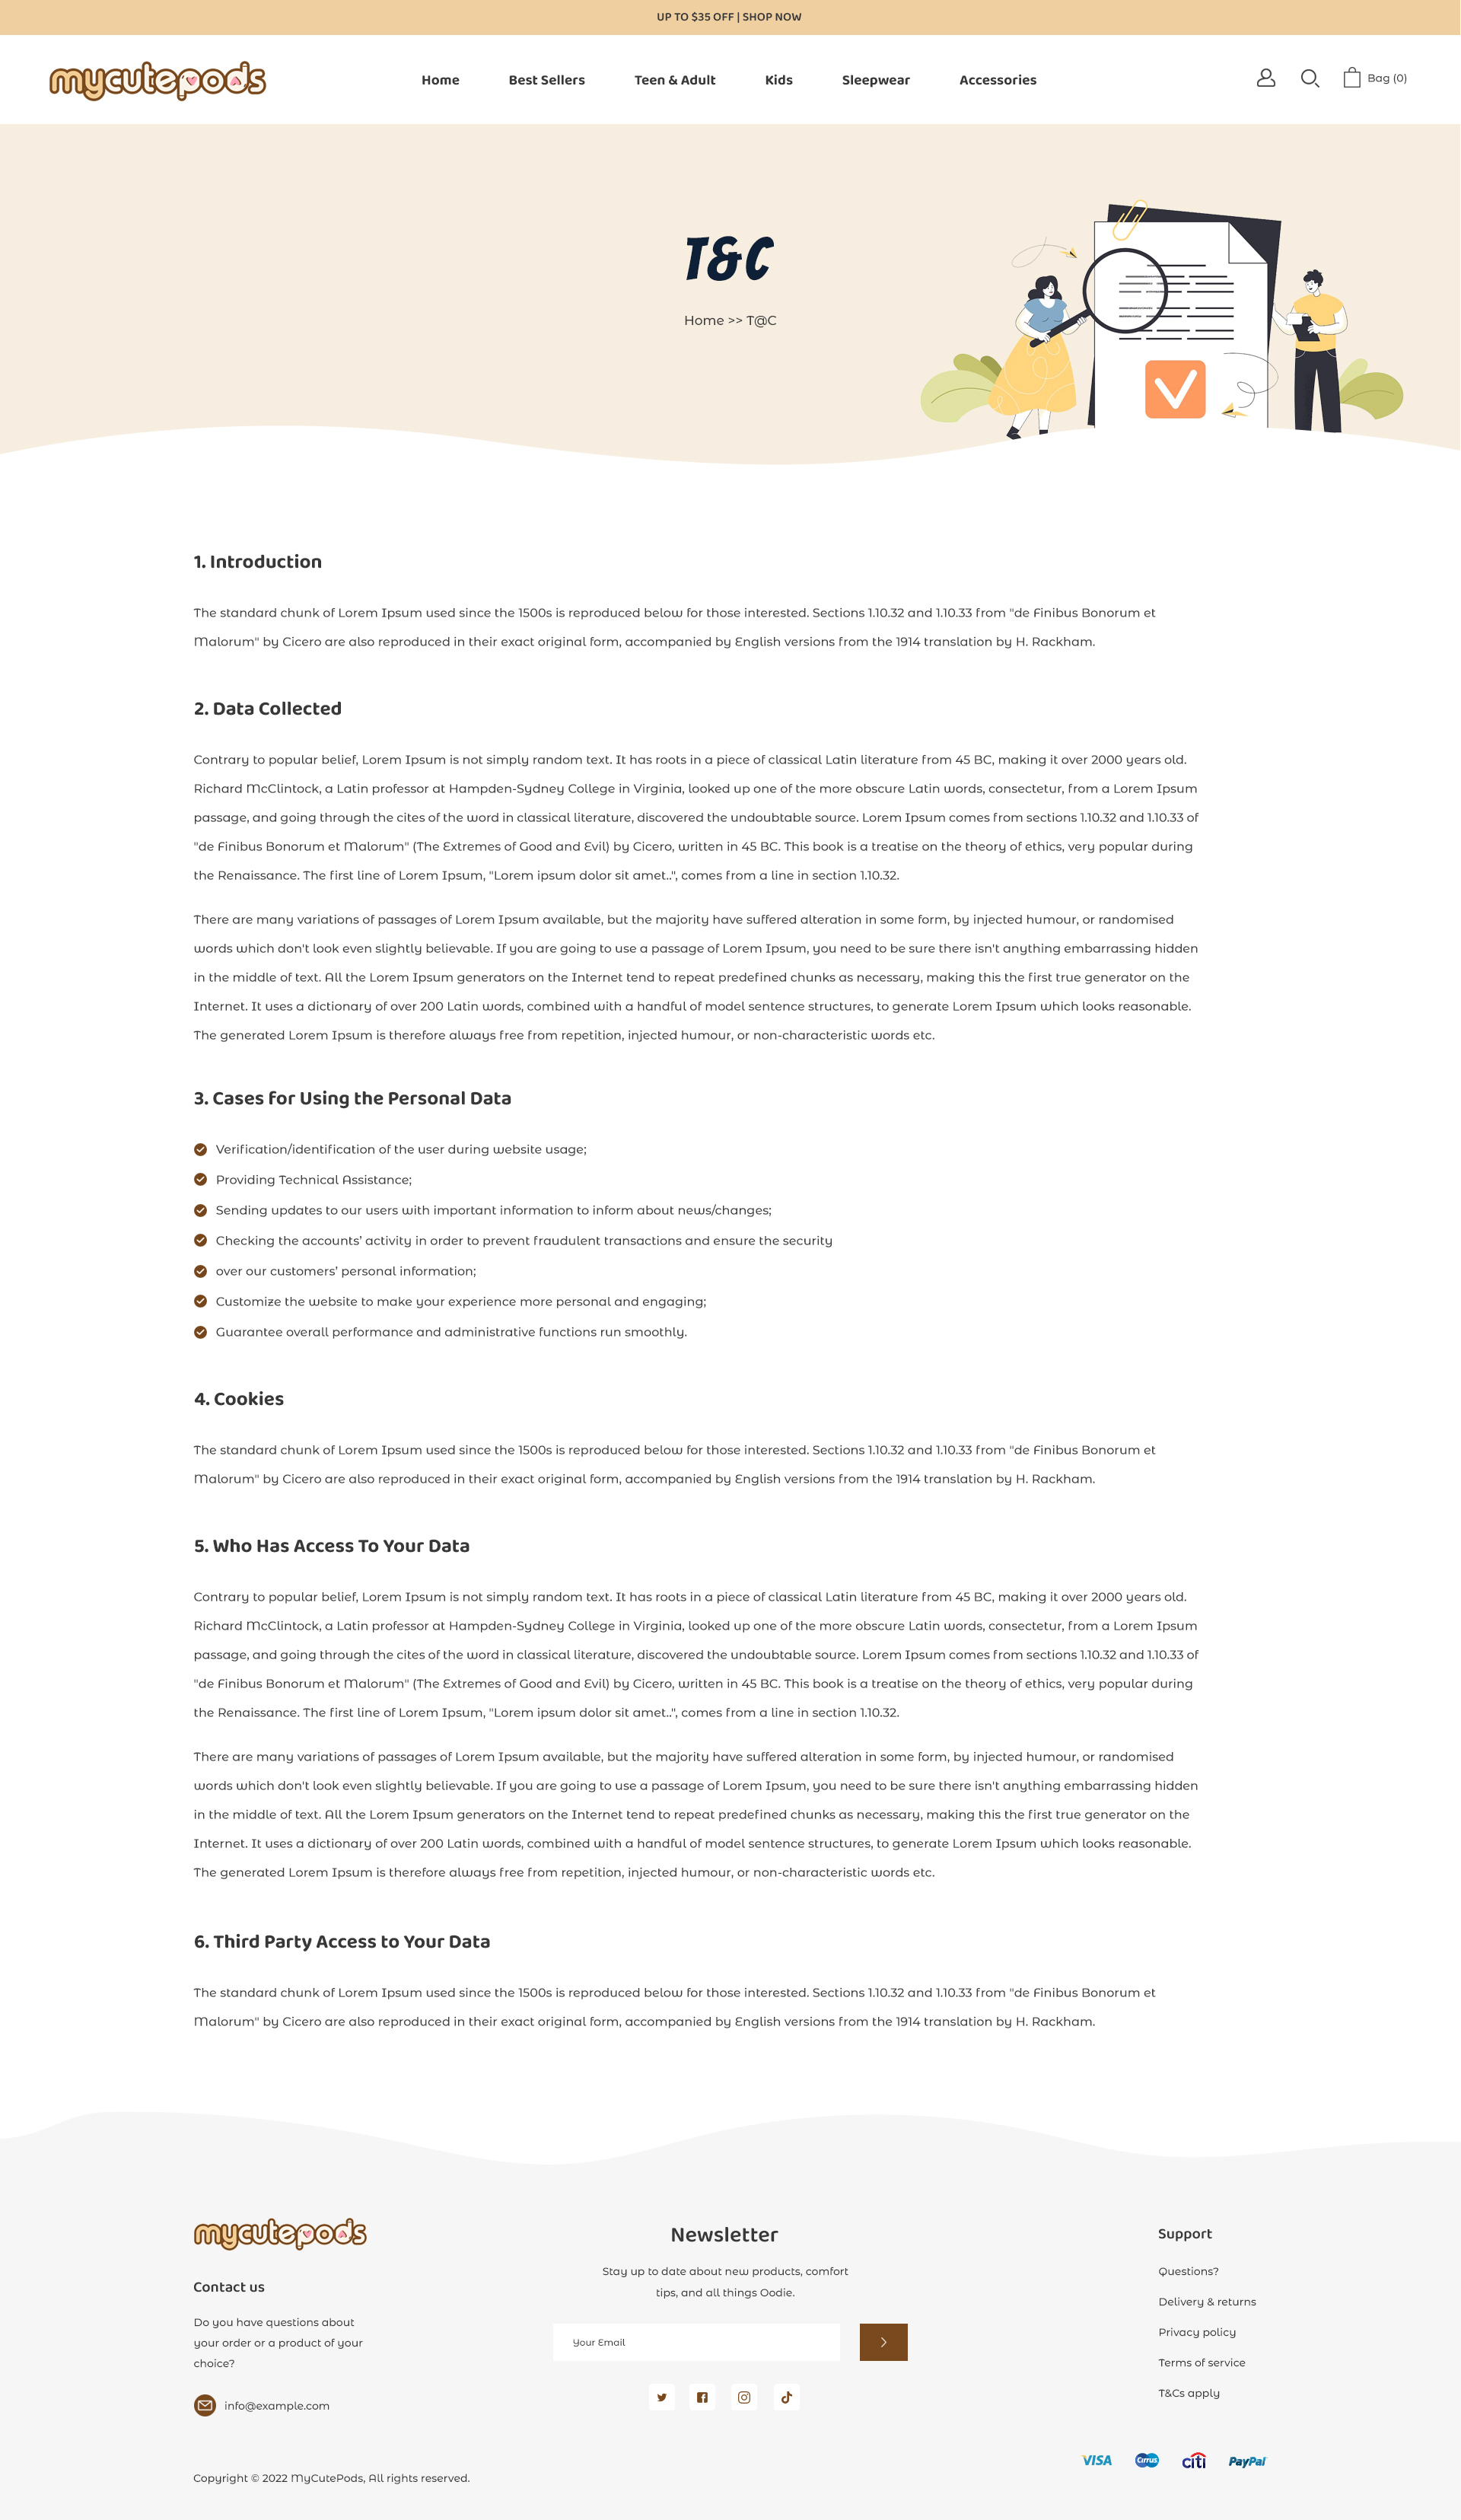 UP TO $35 OFF | SHOP NOW
mycutepods
Home
Best Sellers
Teen & Adult
Kids
Sleepwear
Accessories
Bag (0)
T&C
Home >> T@C
1. Introduction
The standard chunk of Lorem Ipsum used since the 1500s is reproduced below for those interested. Sections 1.10.32 and 1.10.33 from "de Finibus Bonorum et
Malorum" by Cicero are also reproduced in their exact original form, accompanied by English versions from the 1914 translation by H. Rackham.
2. Data Collected
Contrary to popular belief, Lorem Ipsum is not simply random text. It has roots in a piece of classical Latin literature from 45 BC, making it over 2000 years old.
Richard McClintock, a Latin professor at Hampden-Sydney College in Virginia, looked up one of the more obscure Latin words, consectetur, from a Lorem Ipsum
passage, and going through the cites of the word in classical literature, discovered the undoubtable source. Lorem Ipsum comes from sections 1.10.32 and 1.10.33 of
"de Finibus Bonorum et Malorum" (The Extremes of Good and Evil) by Cicero, written in 45 BC. This book is a treatise on the theory of ethics, very popular during
the Renaissance. The first line of Lorem Ipsum, "Lorem ipsum dolor sit amet..", comes from a line in section 1.10.32.
There are many variations of passages of Lorem Ipsum available, but the majority have suffered alteration in some form, by injected humour, or randomised
words which don't look even slightly believable. If you are going to use a passage of Lorem Ipsum, you need to be sure there isn't anything embarrassing hidden
in the middle of text. All the Lorem Ipsum generators on the Internet tend to repeat predefined chunks as necessary, making this the first true generator on the
Internet. It uses a dictionary of over 200 Latin words, combined with a handful of model sentence structures, to generate Lorem Ipsum which looks reasonable.
The generated Lorem Ipsum is therefore always free from repetition, injected humour, or non-characteristic words etc.
3. Cases for Using the Personal Data
Verification/identification of the user during website usage;
Providing Technical Assistance;
Sending updates to our users with important information to inform about news/changes;
Checking the accounts’ activity in order to prevent fraudulent transactions and ensure the security
over our customers’ personal information;
Customize the website to make your experience more personal and engaging;
Guarantee overall performance and administrative functions run smoothly.
4. Cookies
The standard chunk of Lorem Ipsum used since the 1500s is reproduced below for those interested. Sections 1.10.32 and 1.10.33 from "de Finibus Bonorum et
Malorum" by Cicero are also reproduced in their exact original form, accompanied by English versions from the 1914 translation by H. Rackham.
5. Who Has Access To Your Data
Contrary to popular belief, Lorem Ipsum is not simply random text. It has roots in a piece of classical Latin literature from 45 BC, making it over 2000 years old.
Richard McClintock, a Latin professor at Hampden-Sydney College in Virginia, looked up one of the more obscure Latin words, consectetur, from a Lorem Ipsum
passage, and going through the cites of the word in classical literature, discovered the undoubtable source. Lorem Ipsum comes from sections 1.10.32 and 1.10.33 of
"de Finibus Bonorum et Malorum" (The Extremes of Good and Evil) by Cicero, written in 45 BC. This book is a treatise on the theory of ethics, very popular during
the Renaissance. The first line of Lorem Ipsum, "Lorem ipsum dolor sit amet..", comes from a line in section 1.10.32.
There are many variations of passages of Lorem Ipsum available, but the majority have suffered alteration in some form, by injected humour, or randomised
words which don't look even slightly believable. If you are going to use a passage of Lorem Ipsum, you need to be sure there isn't anything embarrassing hidden
in the middle of text. All the Lorem Ipsum generators on the Internet tend to repeat predefined chunks as necessary, making this the first true generator on the
Internet. It uses a dictionary of over 200 Latin words, combined with a handful of model sentence structures, to generate Lorem Ipsum which looks reasonable.
The generated Lorem Ipsum is therefore always free from repetition, injected humour, or non-characteristic words etc.
6. Third Party Access to Your Data
The standard chunk of Lorem Ipsum used since the 1500s is reproduced below for those interested. Sections 1.10.32 and 1.10.33 from "de Finibus Bonorum et
Malorum" by Cicero are also reproduced in their exact original form, accompanied by English versions from the 1914 translation by H. Rackham.
mycutepods
Contact us
Do you have questions about
your order or a product of your
choice?
info@example.com
Newsletter
Stay up to date about new products, comfort
tips, and all things Oodie.
Your Email
Support
Questions?
Delivery & returns
Privacy policy
Terms of service
T&Cs apply
VISA
Cirrus
citi
PayPal
Copyright © 2022 MyCutePods, All rights reserved.